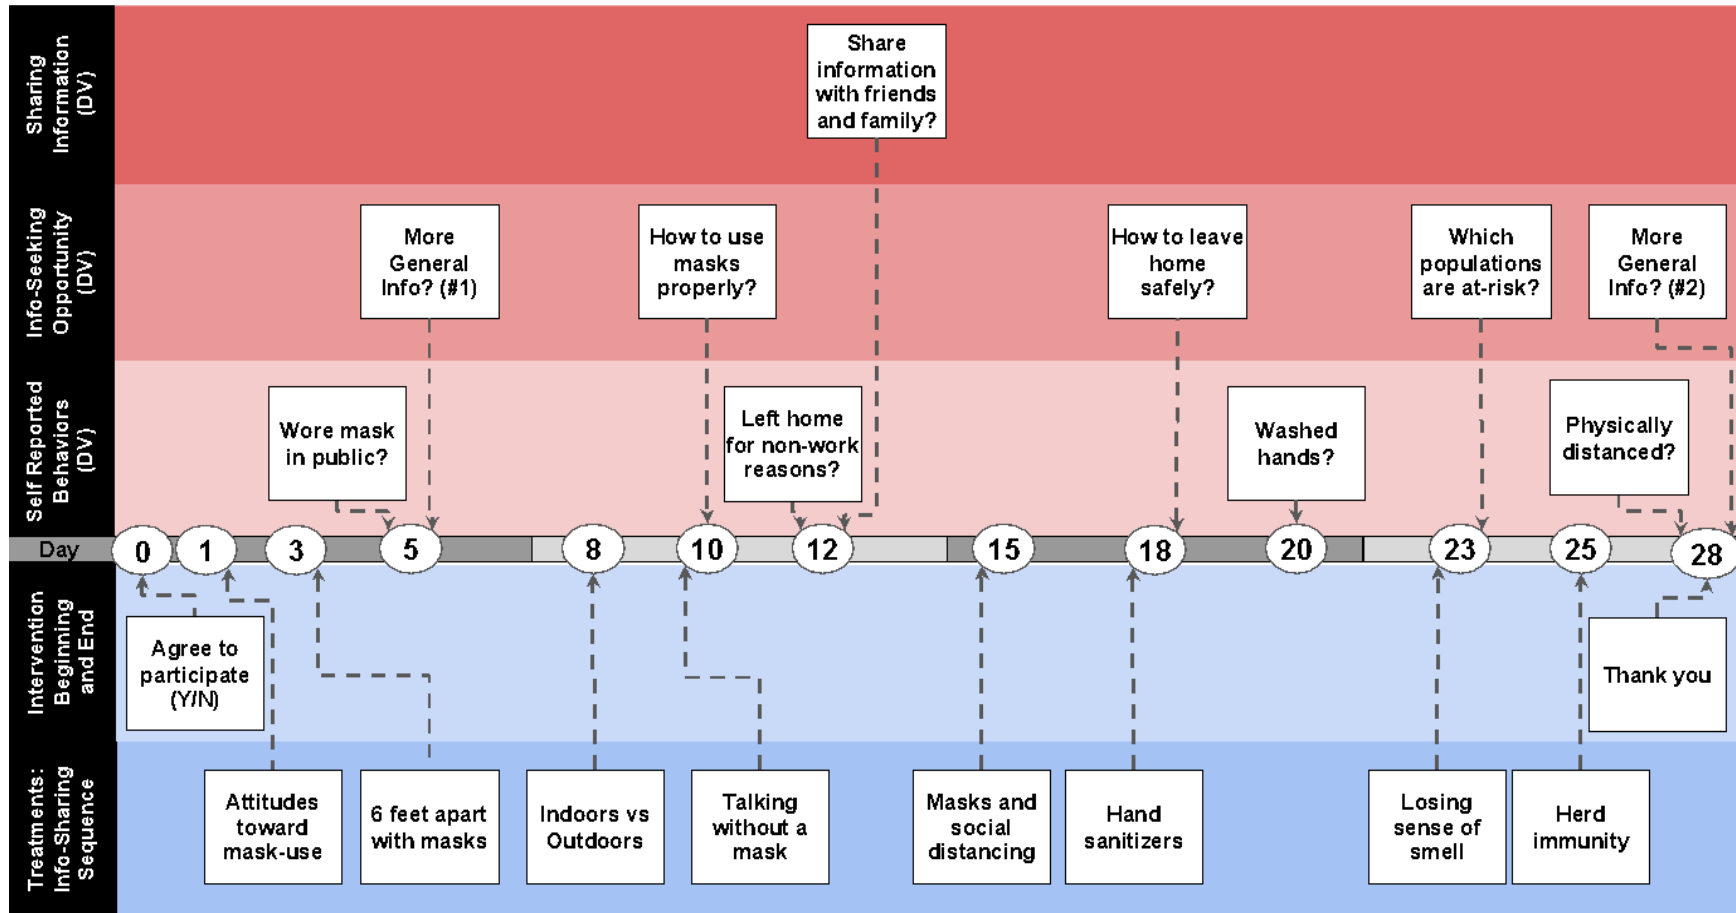 Sharing
Information
(DV)
Share
information
with friends
and family?
Info-Seeking
Opportunity
(DV)
More
General
Info? (#1)
How to use
masks
properly?
How to leave
home
safely?
Which
populations
are at-risk?
More
General
Info? (#2)
Self Reported
Behaviors
(DV)
Wore mask
in public?
Left home
for non-work
reasons?
Washed
hands?
Physically
distanced?
Day
0
1
3
5
8
10
12
15
18
20
23
25
28
Intervention
Beginning
and End
Agree to
participate
(Y/N)
Thank you
Treatments:
Info-Sharing
Sequence
Attitudes
toward
mask-use
6 feet apart
with masks
Indoors vs
Outdoors
Talking
without a
mask
Masks and
social
distancing
Hand
sanitizers
Losing
sense of
smell
Herd
immunity